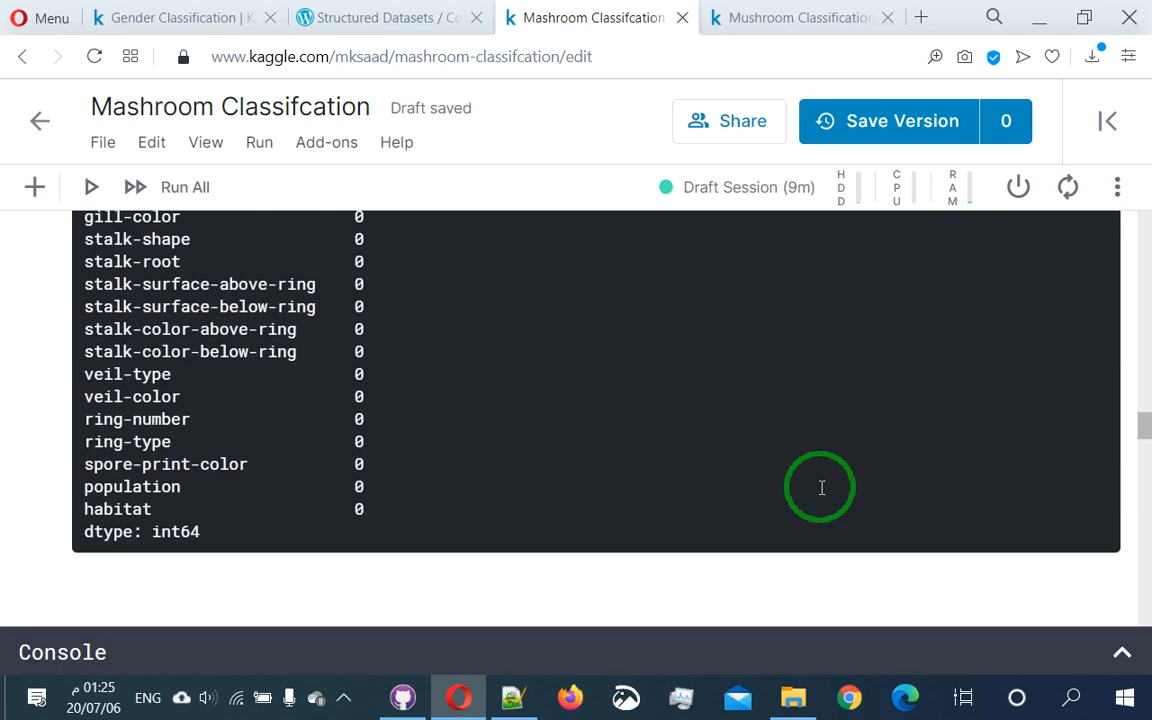 Menu
Gender Classification | K
Structured Datasets / Co
Mashroom Classifcation
Mushroom Classification
www.kaggle.com/mksaad/mashroom-classifcation/edit
Mashroom Classifcation
Draft saved
Share
Save Version
0
File
Edit
View
Run
Add-ons
Help
Run All
Draft Session (9m)
HDD
CPU
RAM
gill-color 0
stalk-shape 0
stalk-root 0
stalk-surface-above-ring 0
stalk-surface-below-ring 0
stalk-color-above-ring 0
stalk-color-below-ring 0
veil-type 0
veil-color 0
ring-number 0
ring-type 0
spore-print-color 0
population 0
habitat 0
dtype: int64
Console
01:25 م
20/07/06
ENG